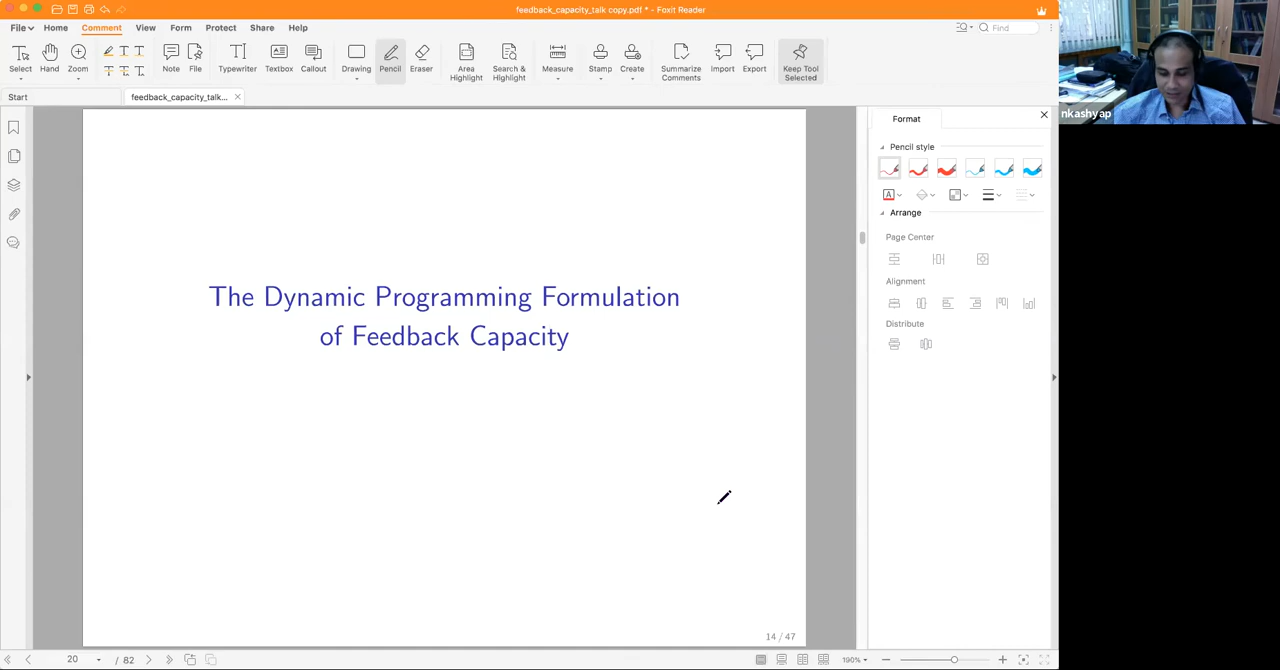 feedback_capacity_talk copy.pdf * - Foxit Reader
File Home Comment View Form Protect Share Help Find
Select Hand Zoom Note File Typewriter Textbox Callout Drawing Pencil Eraser Area Highlight Search & Highlight Measure Stamp Create Summarize Comments Import Export Keep Tool Selected
Start feedback_capacity_talk...
nkashyap
Format
Pencil style
Arrange
Page Center
Alignment
Distribute
The Dynamic Programming Formulation
of Feedback Capacity
14 / 47
20 / 82 190%